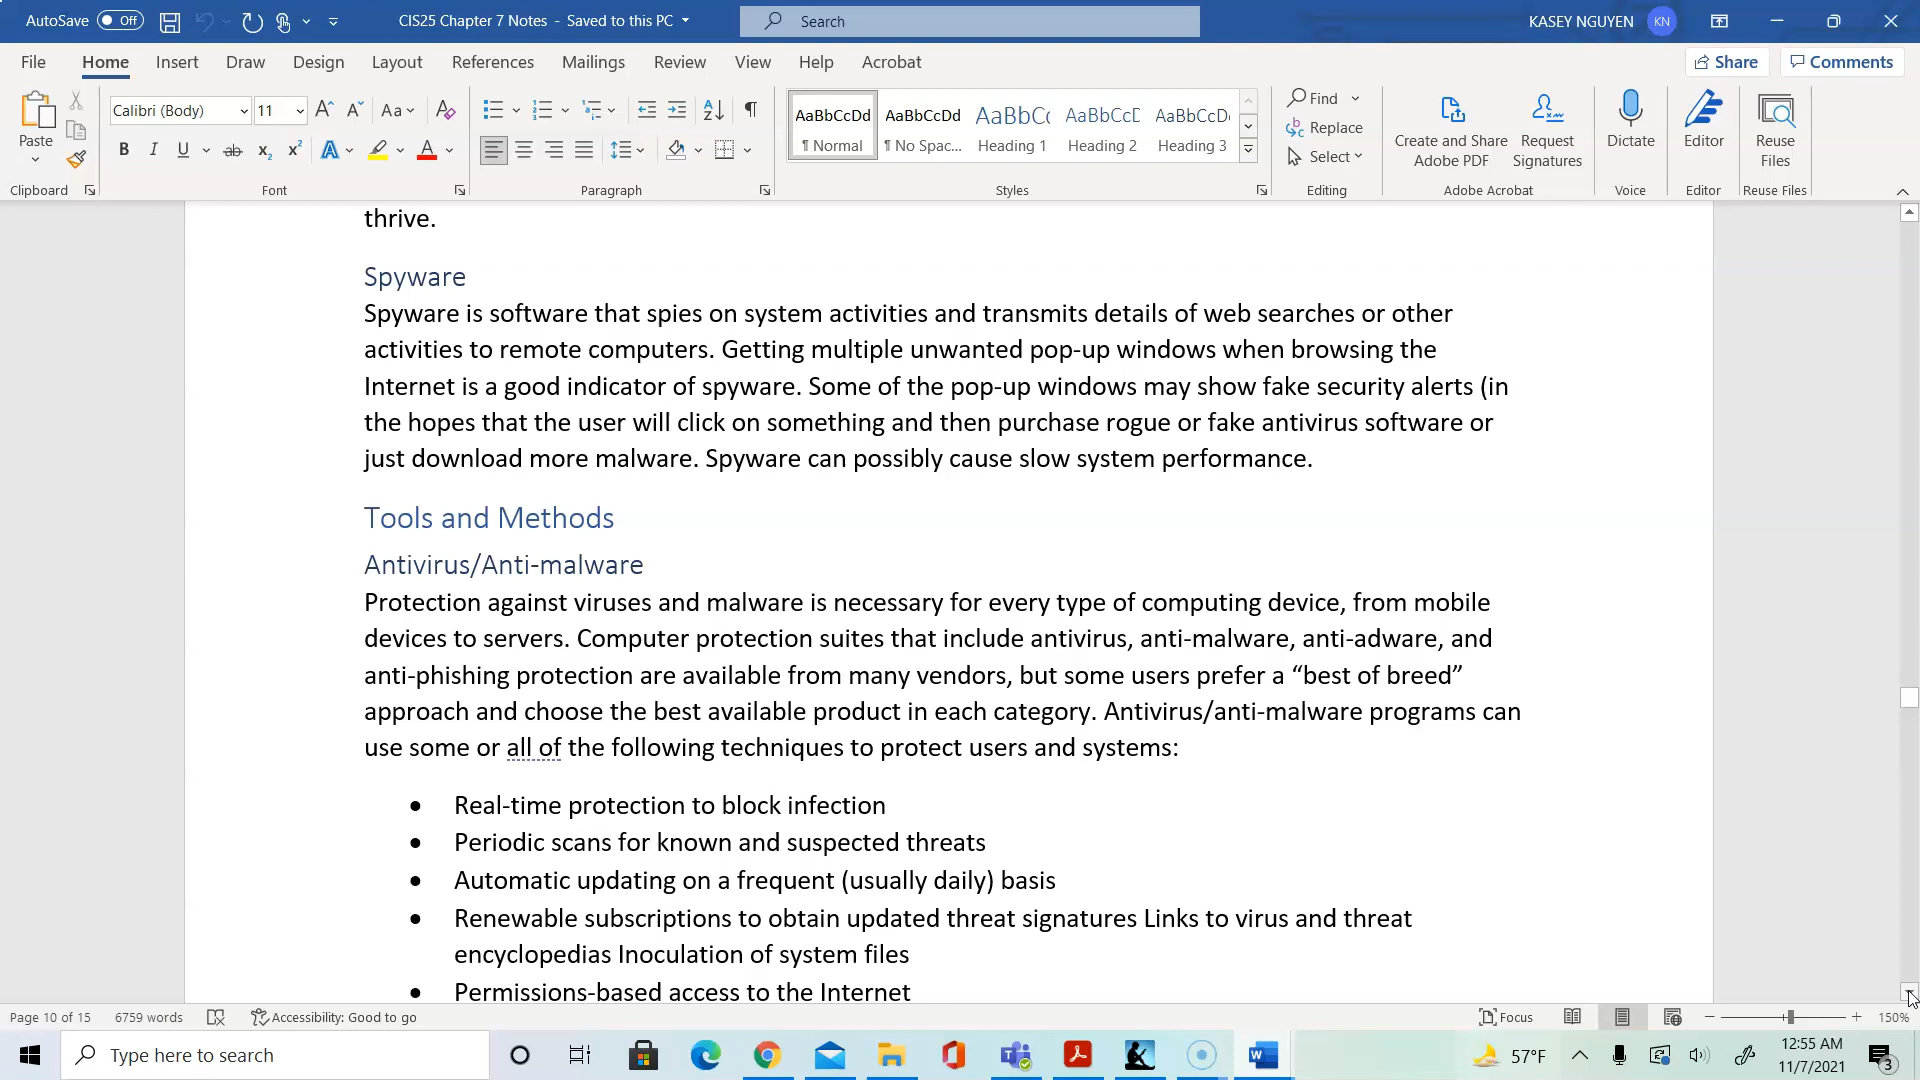 AutoSave Off CIS25 Chapter 7 Notes - Saved to this PC Search KASEY NGUYEN KN
File Home Insert Draw Design Layout References Mailings Review View Help Acrobat Share Comments
Paste
Calibri (Body) 11 Aa
AaBbCcDd AaBbCcDd AaBbCc AaBbCcD AaBbCcD
¶ Normal ¶ No Spac... Heading 1 Heading 2 Heading 3
Find
Replace
Select
Create and Share Adobe PDF
Request Signatures
Dictate
Editor
Reuse Files
Clipboard Font Paragraph Styles Editing Adobe Acrobat Voice Editor Reuse Files
thrive.
Spyware
Spyware is software that spies on system activities and transmits details of web searches or other
activities to remote computers. Getting multiple unwanted pop-up windows when browsing the
Internet is a good indicator of spyware. Some of the pop-up windows may show fake security alerts (in
the hopes that the user will click on something and then purchase rogue or fake antivirus software or
just download more malware. Spyware can possibly cause slow system performance.
Tools and Methods
Antivirus/Anti-malware
Protection against viruses and malware is necessary for every type of computing device, from mobile
devices to servers. Computer protection suites that include antivirus, anti-malware, anti-adware, and
anti-phishing protection are available from many vendors, but some users prefer a “best of breed”
approach and choose the best available product in each category. Antivirus/anti-malware programs can
use some or all of the following techniques to protect users and systems:
• Real-time protection to block infection
• Periodic scans for known and suspected threats
• Automatic updating on a frequent (usually daily) basis
• Renewable subscriptions to obtain updated threat signatures Links to virus and threat
encyclopedias Inoculation of system files
• Permissions-based access to the Internet
Page 10 of 15 6759 words Accessibility: Good to go Focus 150%
Type here to search 57°F 12:55 AM
11/7/2021 3